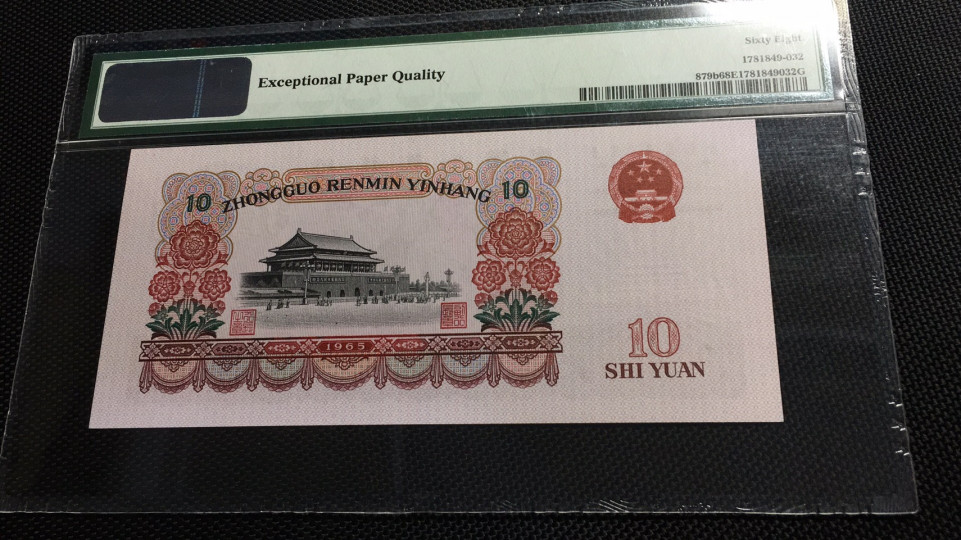 Exceptional Paper Quality
Sixty Eight
1781849-032
879b68E1781849032G
ZHONGGUO RENMIN YINHANG
10
10
1965
10
SHI YUAN